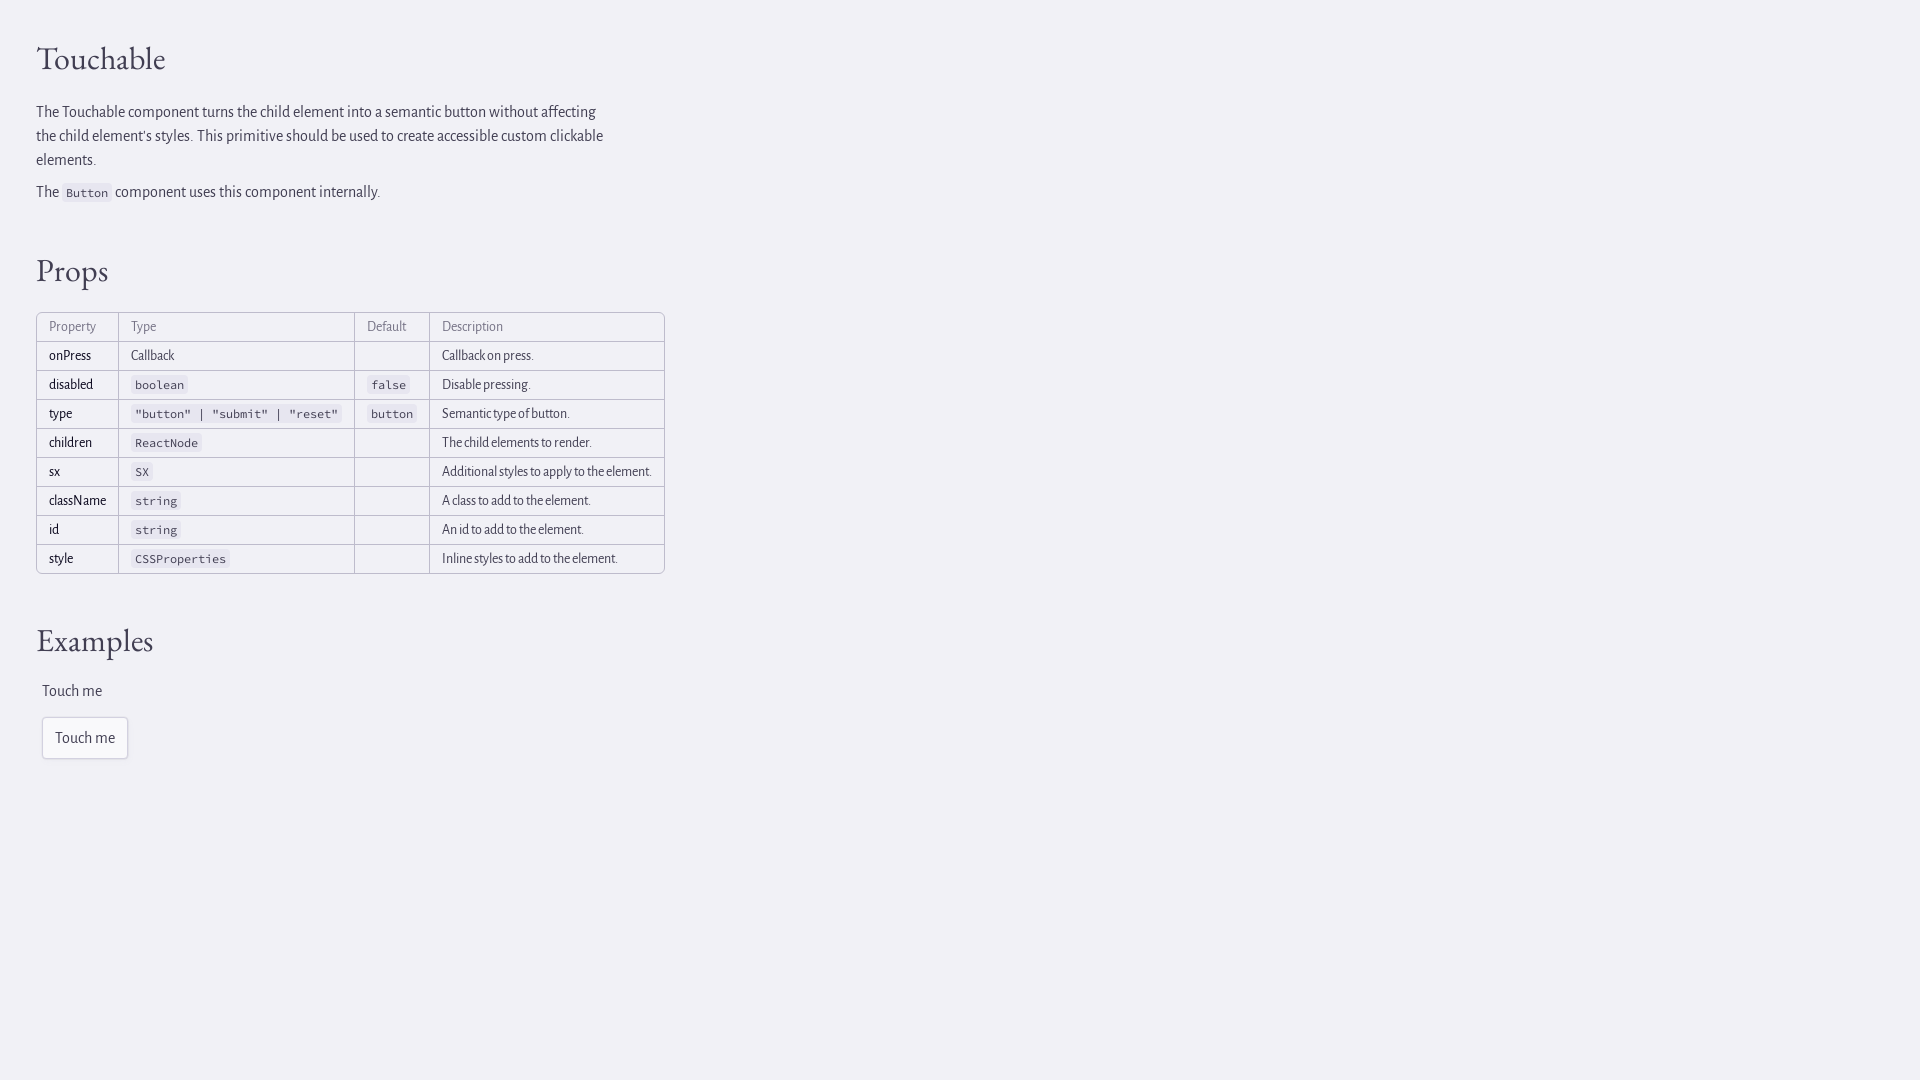 Touchable
The Touchable component turns the child element into a semantic button without affecting
the child element's styles. This primitive should be used to create accessible custom clickable
elements.
The Button component uses this component internally.
Props
Property Type Default Description
onPress Callback Callback on press.
disabled boolean false Disable pressing.
type "button" | "submit" | "reset" button Semantic type of button.
children ReactNode The child elements to render.
sx SX Additional styles to apply to the element.
className string A class to add to the element.
id string An id to add to the element.
style CSSProperties Inline styles to add to the element.
Examples
Touch me
Touch me